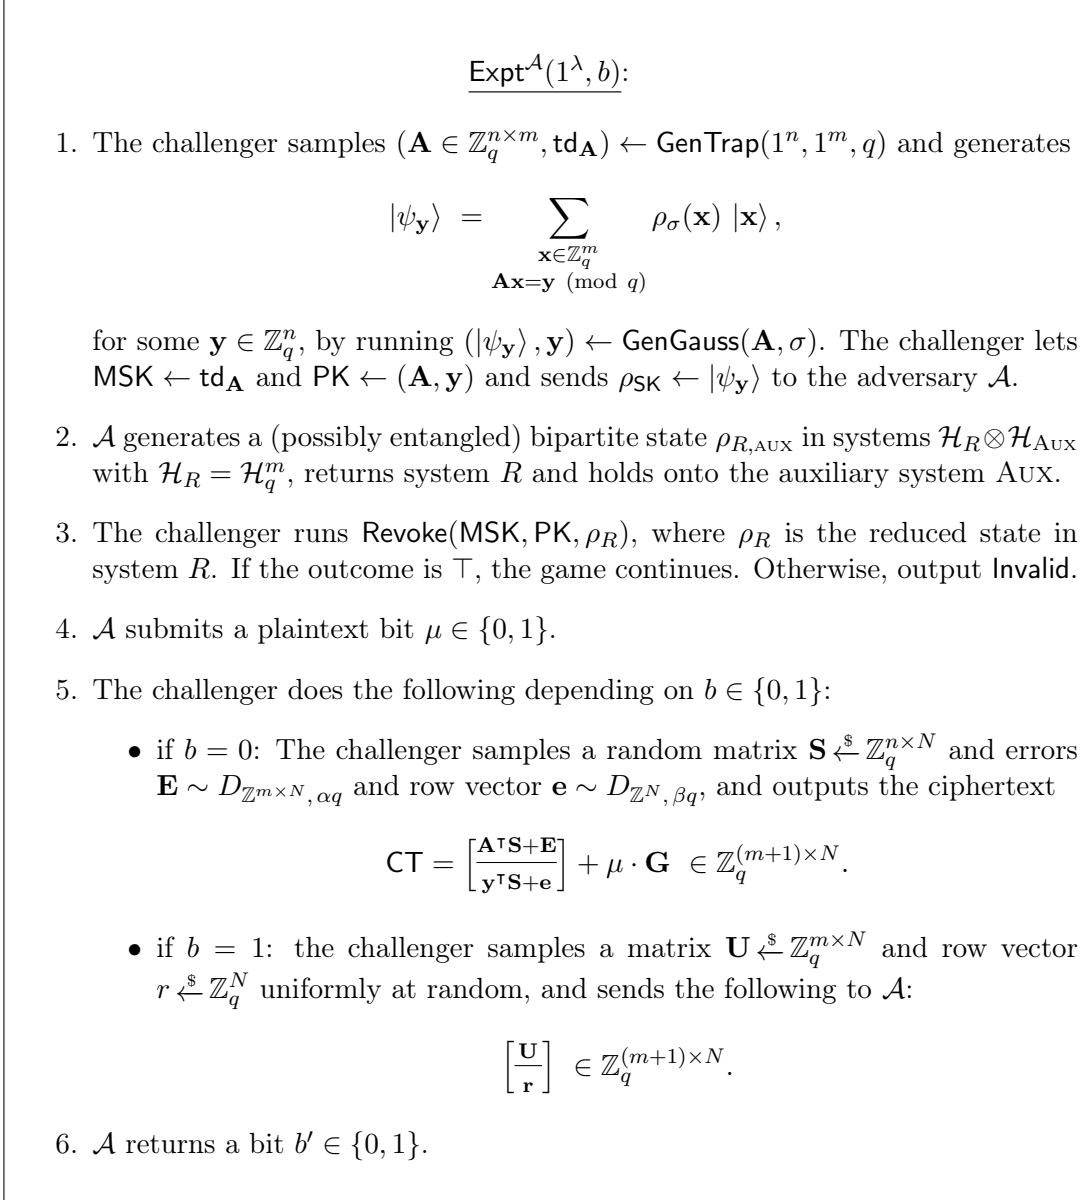 Expt^𝒜(1^λ, b):
1. The challenger samples (A ∈ ℤ_q^{n×m}, td_A) ← GenTrap(1^n, 1^m, q) and generates
|ψ_y⟩ = ∑_{x∈ℤ_q^m, Ax=y (mod q)} ρ_σ(x) |x⟩ ,
for some y ∈ ℤ_q^n, by running (|ψ_y⟩ , y) ← GenGauss(A, σ). The challenger lets
MSK ← td_A and PK ← (A, y) and sends ρ_SK ← |ψ_y⟩ to the adversary 𝒜.
2. 𝒜 generates a (possibly entangled) bipartite state ρ_{R,AUX} in systems ℋ_R⊗ℋ_AUX
with ℋ_R = ℋ_q^m, returns system R and holds onto the auxiliary system AUX.
3. The challenger runs Revoke(MSK, PK, ρ_R), where ρ_R is the reduced state in
system R. If the outcome is ⊤, the game continues. Otherwise, output Invalid.
4. 𝒜 submits a plaintext bit μ ∈ {0, 1}.
5. The challenger does the following depending on b ∈ {0, 1}:
• if b = 0: The challenger samples a random matrix S ←$ ℤ_q^{n×N} and errors
E ∼ D_{ℤ^{m×N}, αq} and row vector e ∼ D_{ℤ^N, βq}, and outputs the ciphertext
CT = [A^⊺S+E / y^⊺S+e] + μ · G ∈ ℤ_q^{(m+1)×N}.
• if b = 1: the challenger samples a matrix U ←$ ℤ_q^{m×N} and row vector
r ←$ ℤ_q^N uniformly at random, and sends the following to 𝒜:
[U / r] ∈ ℤ_q^{(m+1)×N}.
6. 𝒜 returns a bit b′ ∈ {0, 1}.